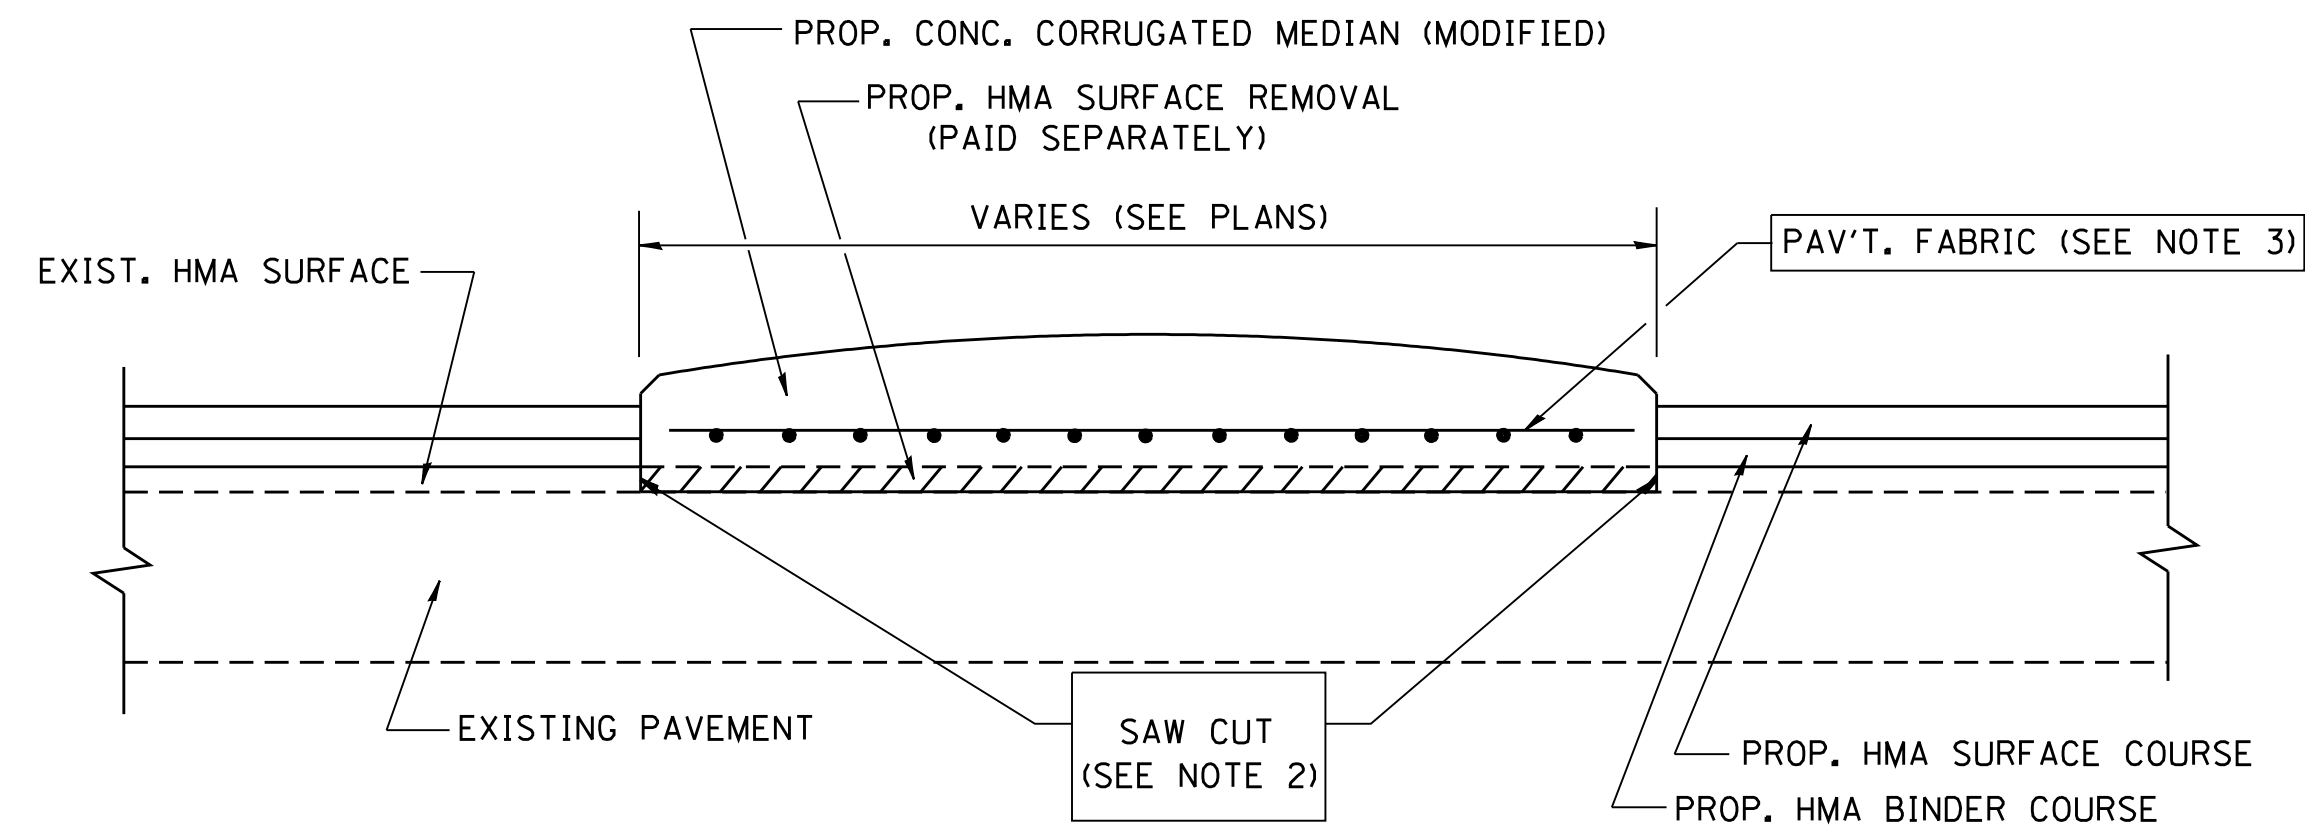 PROP. CONC. CORRUGATED MEDIAN (MODIFIED)
PROP. HMA SURFACE REMOVAL
(PAID SEPARATELY)
VARIES (SEE PLANS)
PAV'T. FABRIC (SEE NOTE 3)
EXIST. HMA SURFACE
EXISTING PAVEMENT
SAW CUT
(SEE NOTE 2)
PROP. HMA SURFACE COURSE
PROP. HMA BINDER COURSE